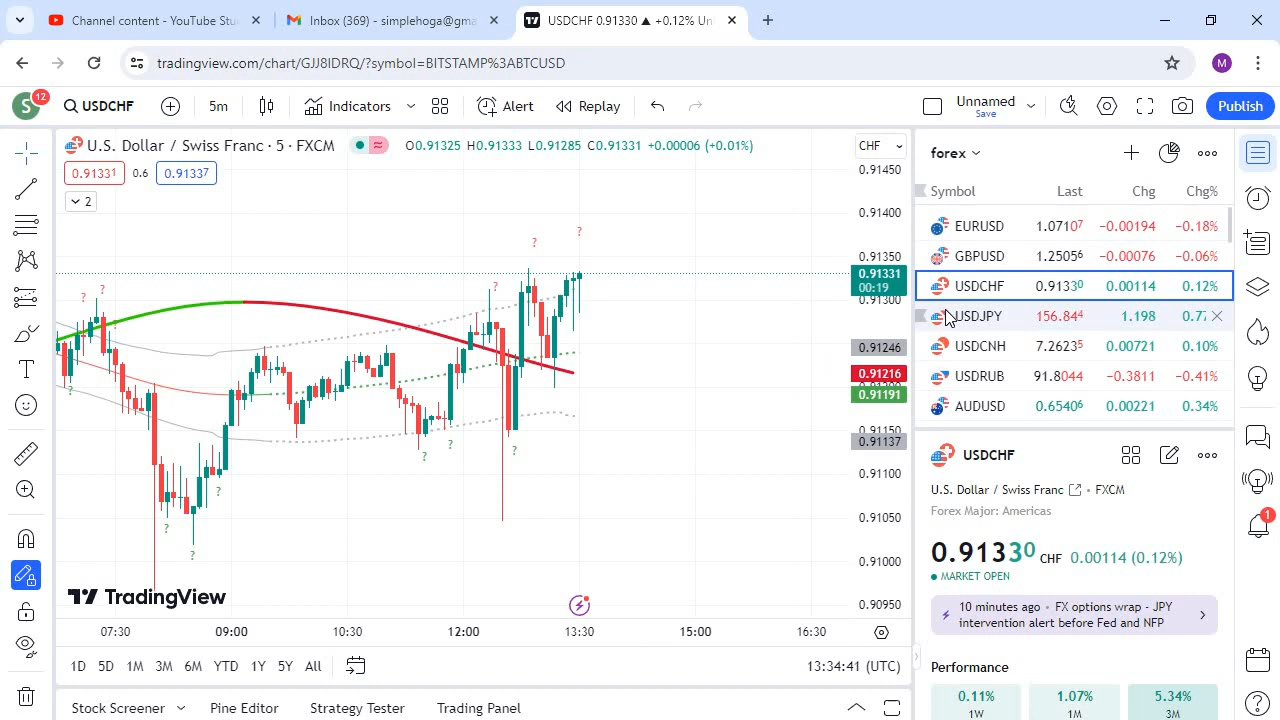 Channel content - YouTube Stu
Inbox (369) - simplehoga@gma
USDCHF 0.91330 ▲ +0.12% Un
tradingview.com/chart/GJJ8IDRQ/?symbol=BITSTAMP%3ABTCUSD
M
S
12
USDCHF
5m
Indicators
Alert
Replay
Unnamed
Save
Publish
U.S. Dollar / Swiss Franc · 5 · FXCM
O0.91325 H0.91333 L0.91285 C0.91331 +0.00006 (+0.01%)
CHF
0.91331
0.6
0.91337
2
0.91450
0.91400
0.91350
0.91331
00:19
0.91300
0.91246
0.91216
0.91191
0.91150
0.91137
0.91100
0.91050
0.91000
0.90950
? ? ? ? ? ? ? ? ? ? ? ?
TradingView
07:30
09:00
10:30
12:00
13:30
15:00
16:30
1D 5D 1M 3M 6M YTD 1Y 5Y All
13:34:41 (UTC)
Stock Screener
Pine Editor
Strategy Tester
Trading Panel
forex
Symbol Last Chg Chg%
EURUSD 1.07107 −0.00194 −0.18%
GBPUSD 1.25056 −0.00076 −0.06%
USDCHF 0.91330 0.00114 0.12%
USDJPY 156.844 1.198 0.7
USDCNH 7.26235 0.00721 0.10%
USDRUB 91.8044 −0.3811 −0.41%
AUDUSD 0.65406 0.00221 0.34%
USDCHF
U.S. Dollar / Swiss Franc • FXCM
Forex Major: Americas
0.91330 CHF 0.00114 (0.12%)
MARKET OPEN
10 minutes ago • FX options wrap - JPY
intervention alert before Fed and NFP
Performance
0.11%
1W
1.07%
1M
5.34%
3M
1